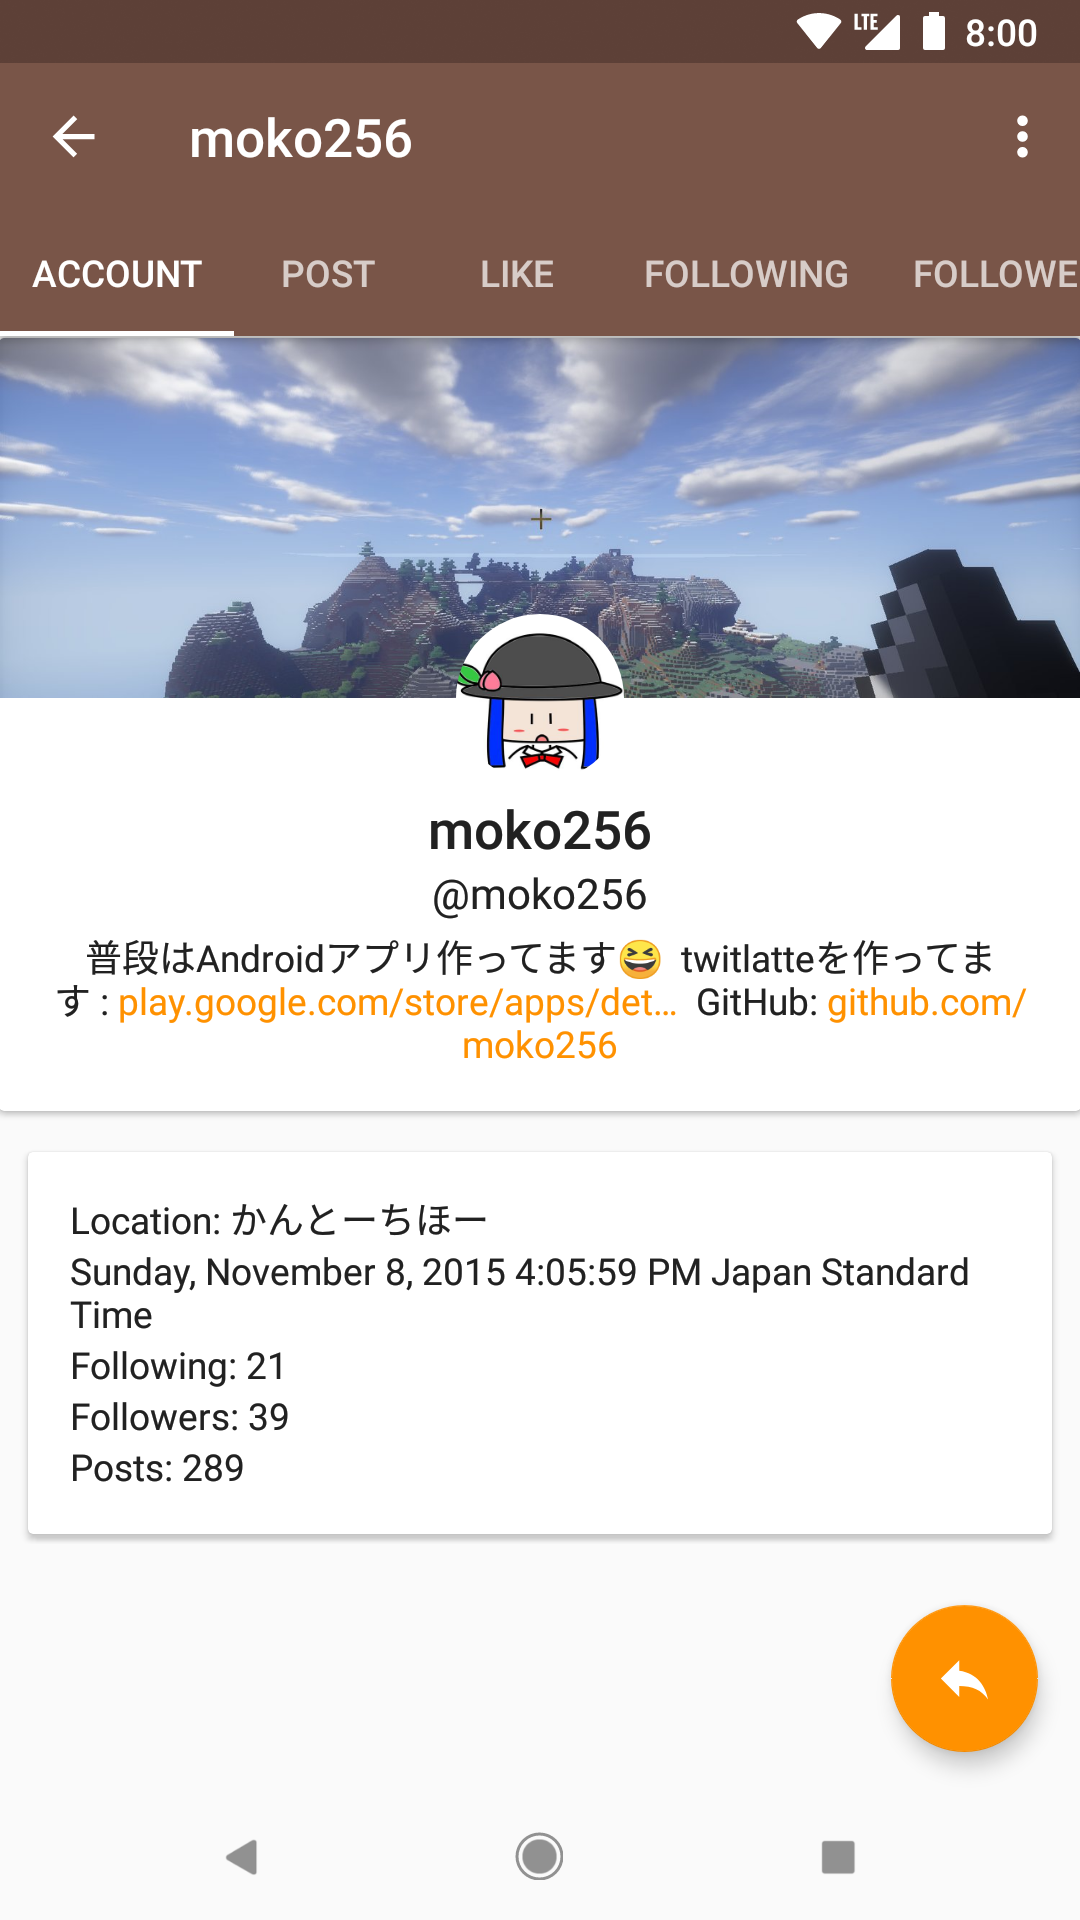 LTE 8:00
moko256
ACCOUNT POST LIKE FOLLOWING FOLLOWE
moko256
@moko256
普段はAndroidアプリ作ってます😆 twitlatteを作ってま
す : play.google.com/store/apps/det… GitHub: github.com/
moko256
Location: かんとーちほー
Sunday, November 8, 2015 4:05:59 PM Japan Standard
Time
Following: 21
Followers: 39
Posts: 289